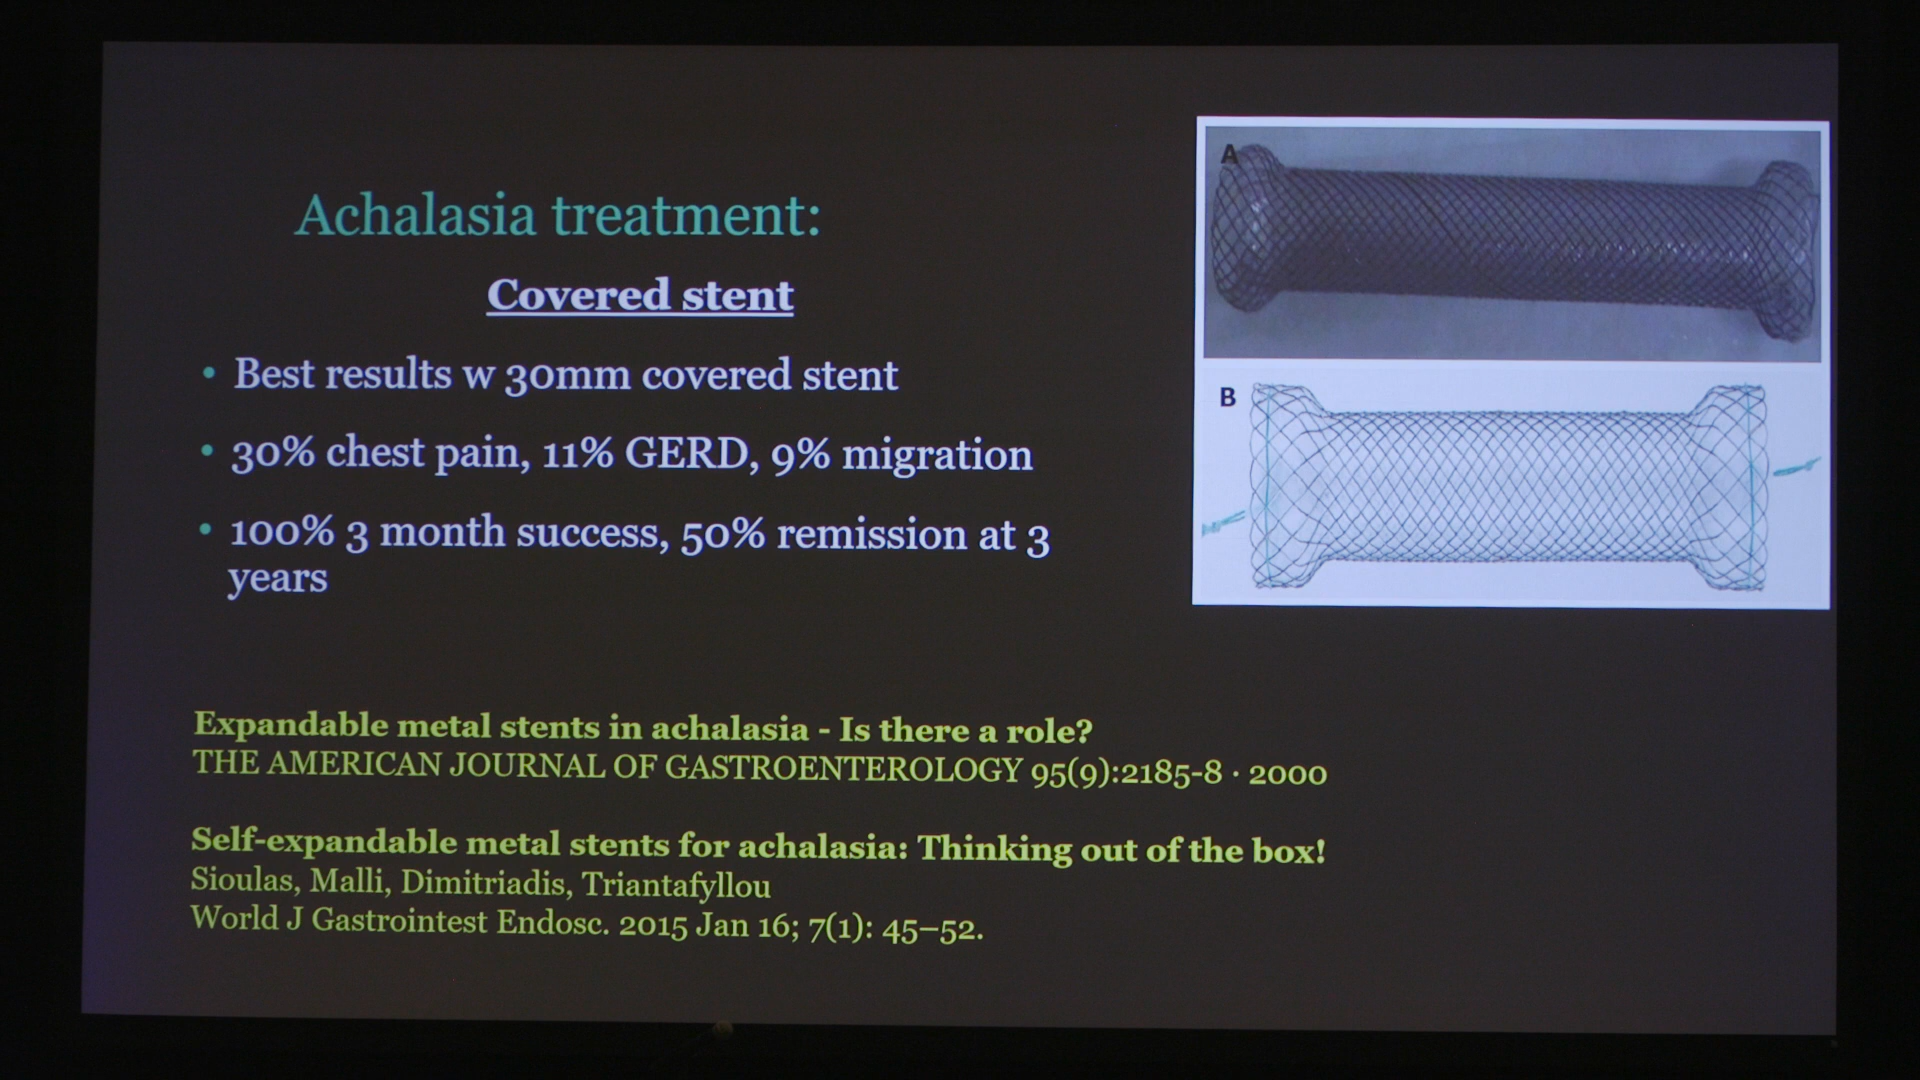 Achalasia treatment:
Covered stent
• Best results w 30mm covered stent
• 30% chest pain, 11% GERD, 9% migration
• 100% 3 month success, 50% remission at 3
years
A
B
Expandable metal stents in achalasia - Is there a role?
THE AMERICAN JOURNAL OF GASTROENTEROLOGY 95(9):2185-8 · 2000
Self-expandable metal stents for achalasia: Thinking out of the box!
Sioulas, Malli, Dimitriadis, Triantafyllou
World J Gastrointest Endosc. 2015 Jan 16; 7(1): 45–52.